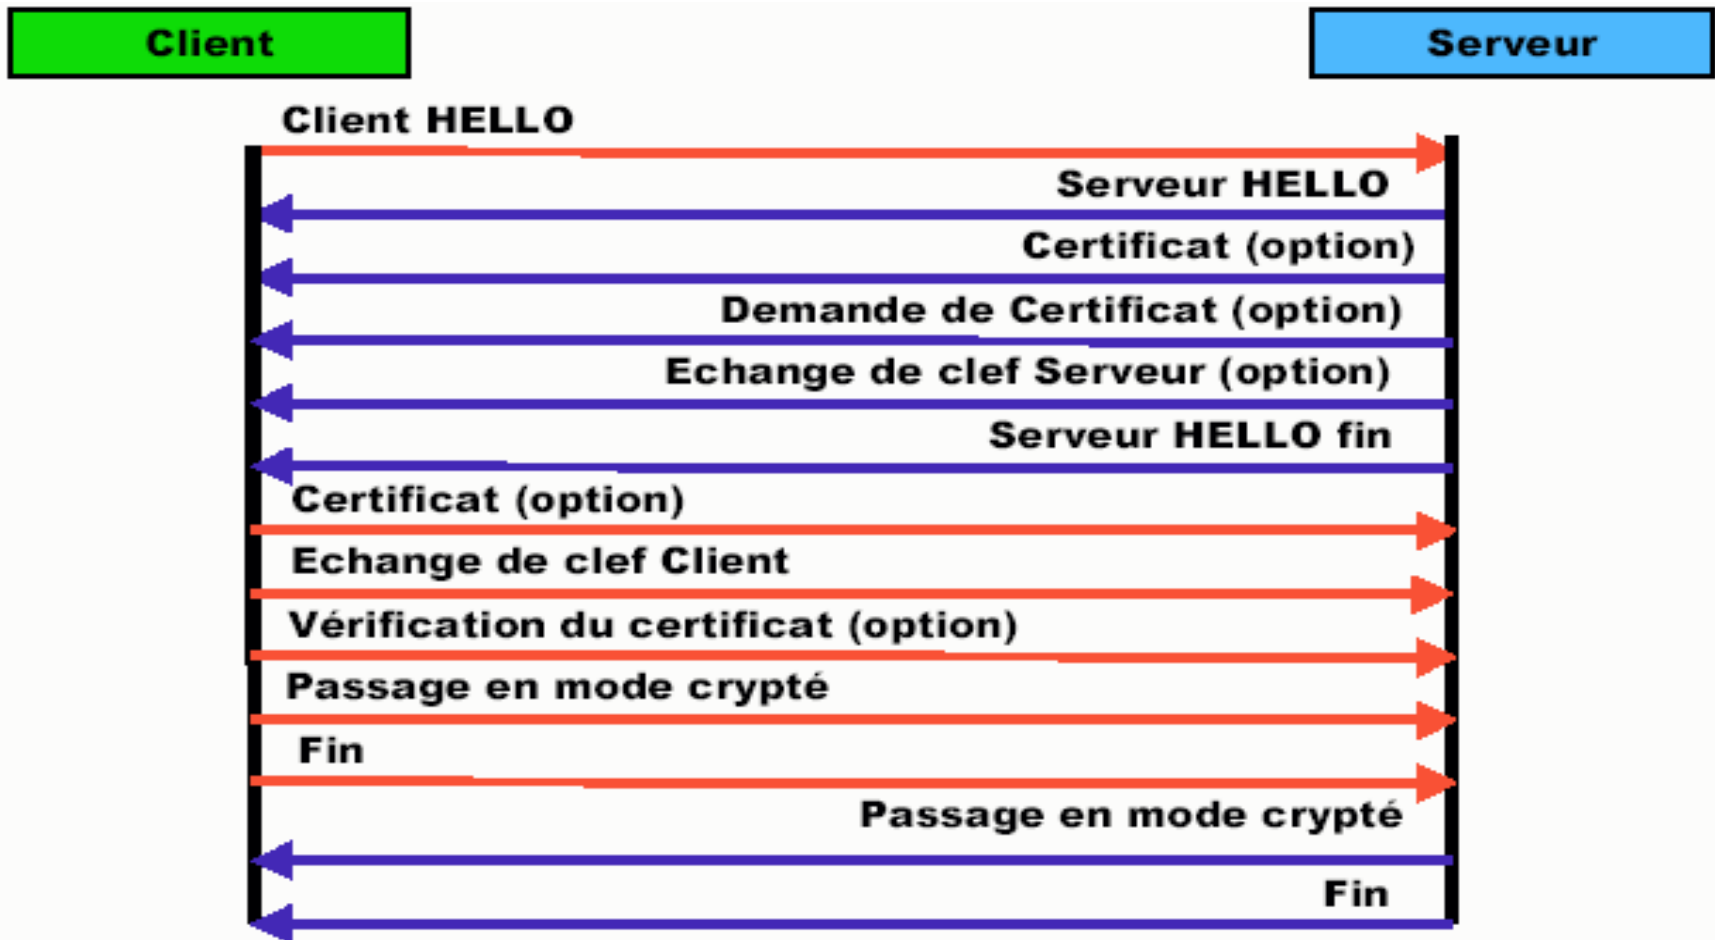 Client
Serveur
Client HELLO
Serveur HELLO
Certificat (option)
Demande de Certificat (option)
Echange de clef Serveur (option)
Serveur HELLO fin
Certificat (option)
Echange de clef Client
Vérification du certificat (option)
Passage en mode crypté
Fin
Passage en mode crypté
Fin